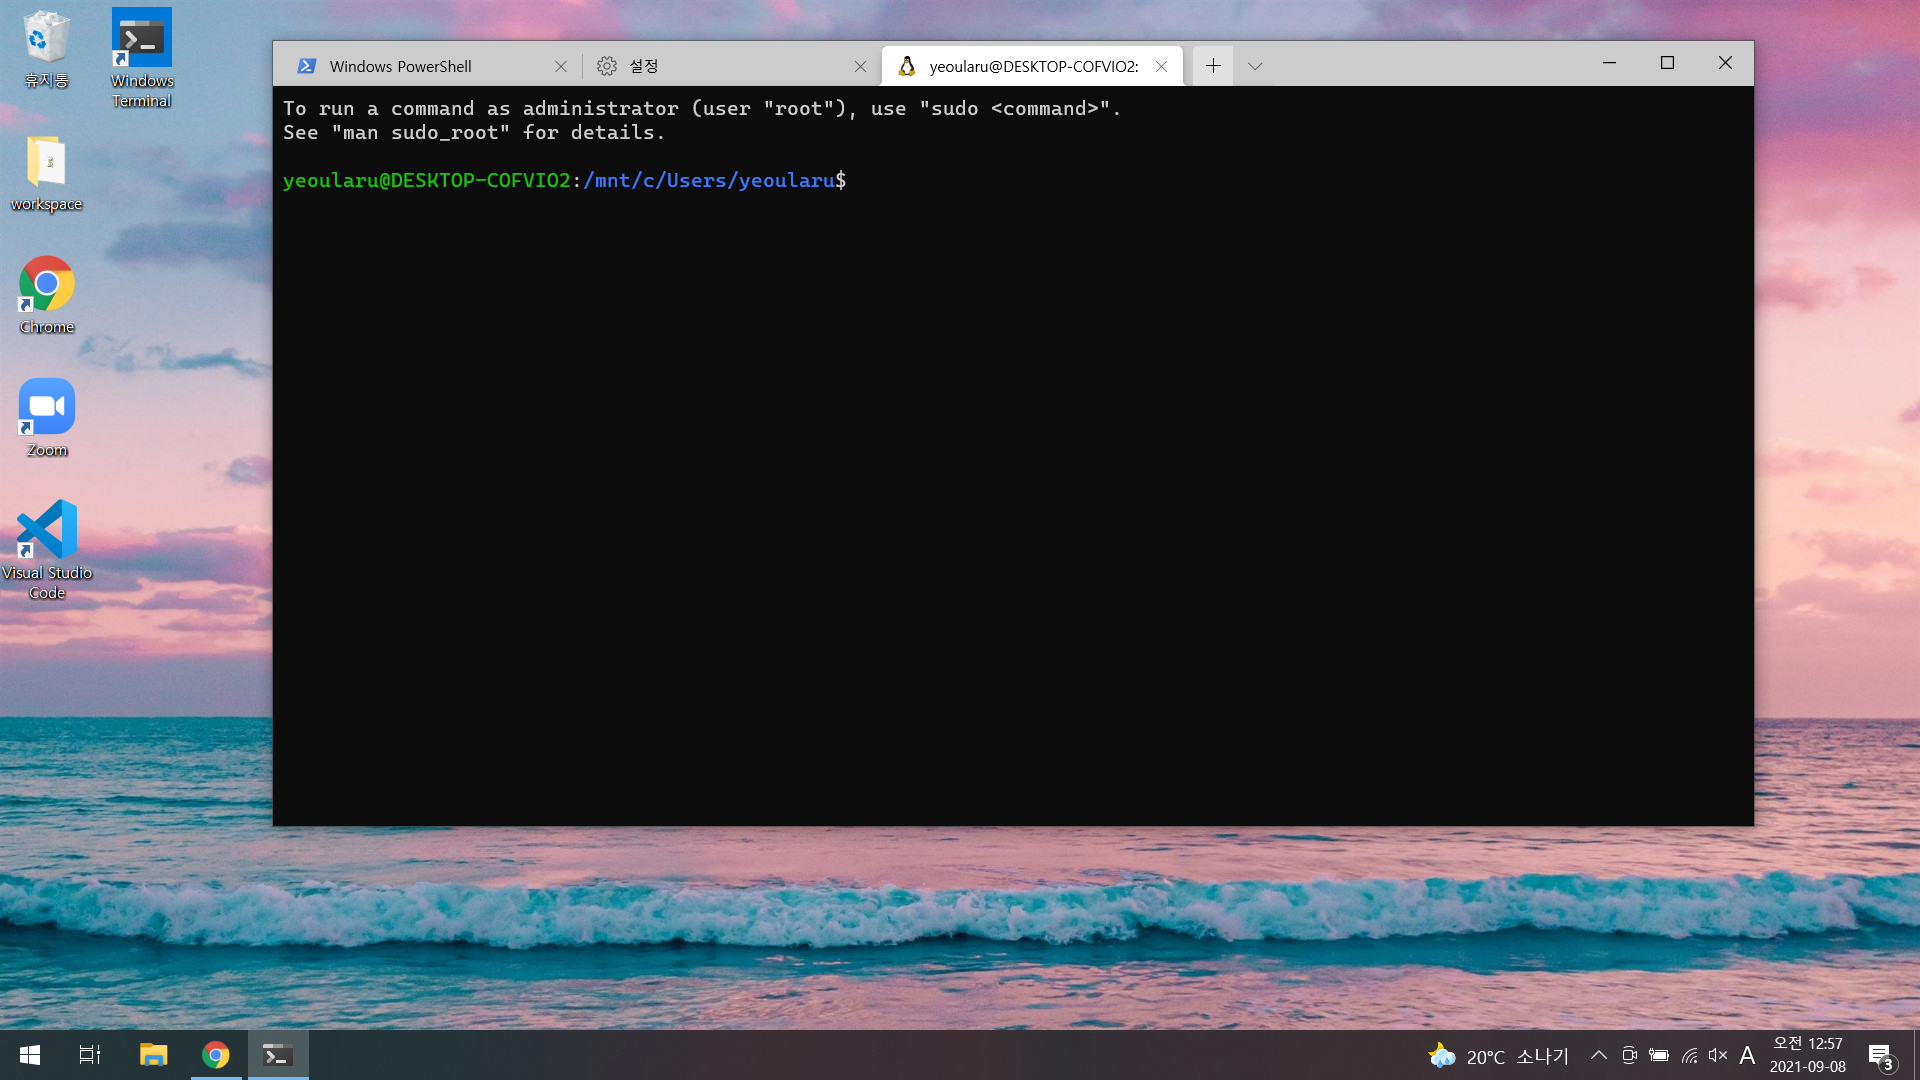 휴지통
Windows
Terminal
workspace
Chrome
Zoom
Visual Studio
Code
Windows PowerShell
설정
yeoularu@DESKTOP-COFVIO2:
To run a command as administrator (user "root"), use "sudo <command>".
See "man sudo_root" for details.
yeoularu@DESKTOP-COFVIO2:/mnt/c/Users/yeoularu$
20°C 소나기
A
오전 12:57
2021-09-08
3